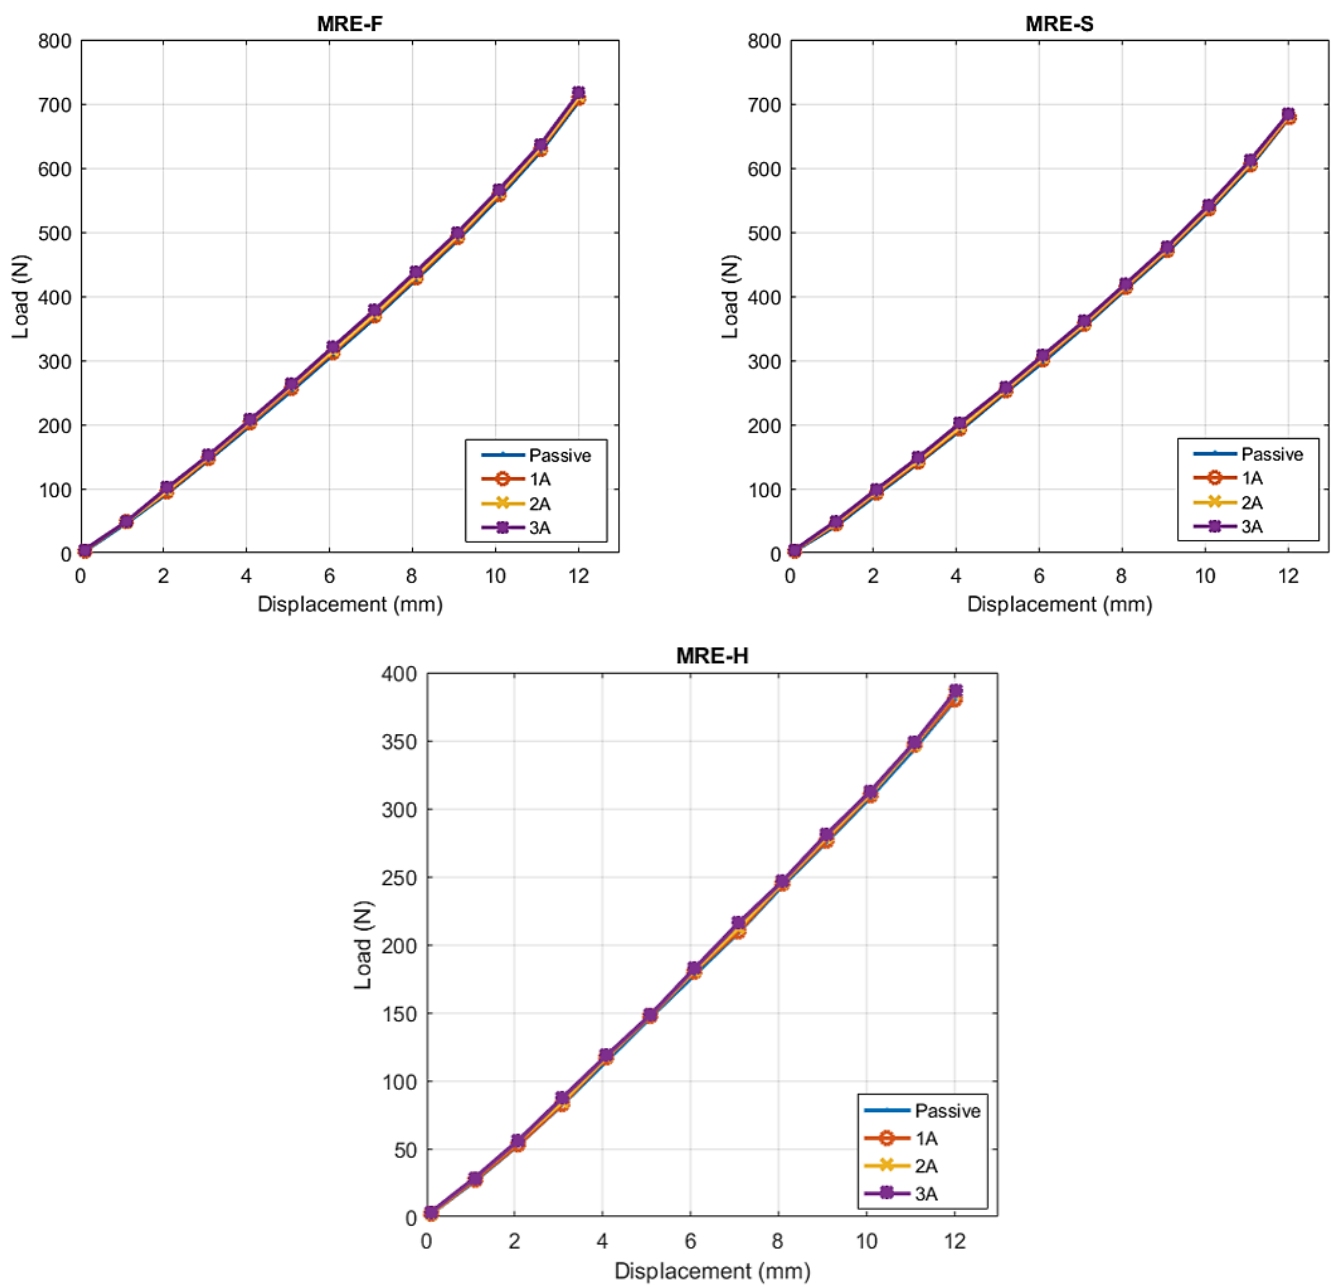 MRE-F
800
700
600
500
400
300
200
100
0
Load (N)
0 2 4 6 8 10 12
Displacement (mm)
Passive
1A
2A
3A
MRE-S
800
700
600
500
400
300
200
100
0
Load (N)
0 2 4 6 8 10 12
Displacement (mm)
Passive
1A
2A
3A
MRE-H
400
350
300
250
200
150
100
50
0
Load (N)
0 2 4 6 8 10 12
Displacement (mm)
Passive
1A
2A
3A